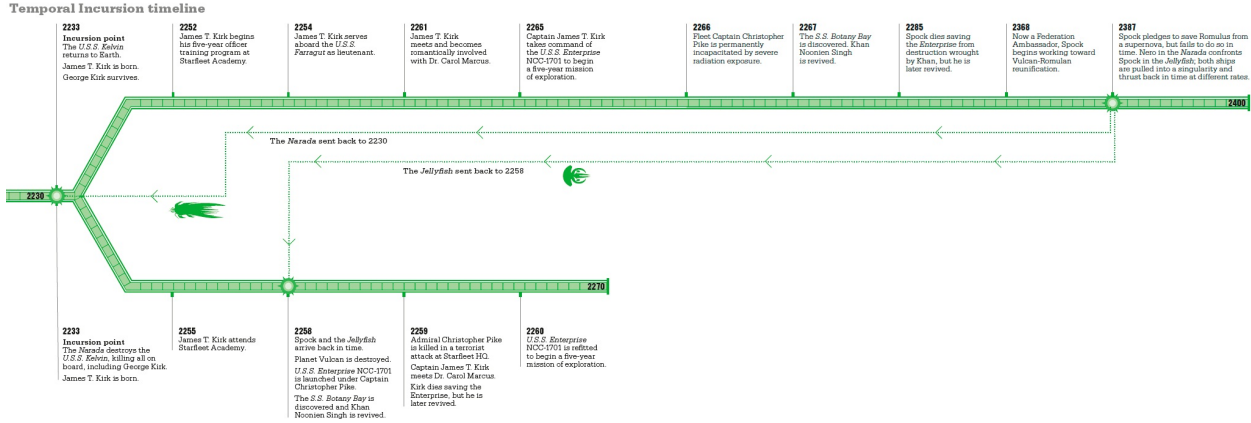 Temporal Incursion timeline
2233
Incursion point
The U.S.S. Kelvin
returns to Earth.
James T. Kirk is born.
George Kirk survives.
2252
James T. Kirk begins
his five-year officer
training program at
Starfleet Academy.
2254
James T. Kirk serves
aboard the U.S.S.
Farragut as lieutenant.
2261
James T. Kirk
meets and becomes
romantically involved
with Dr. Carol Marcus.
2265
Captain James T. Kirk
takes command of
the U.S.S. Enterprise
NCC-1701 to begin
a five-year mission
of exploration.
2266
Fleet Captain Christopher
Pike is permanently
incapacitated by severe
radiation exposure.
2267
The S.S. Botany Bay
is discovered. Khan
Noonien Singh
is revived.
2285
Spock dies saving
the Enterprise from
destruction wrought
by Khan, but he is
later revived.
2368
Now a Federation
Ambassador, Spock
begins working toward
Vulcan-Romulan
reunification.
2387
Spock pledges to save Romulus from
a supernova, but fails to do so in
time. Nero in the Narada confronts
Spock in the Jellyfish; both ships
are pulled into a singularity and
thrust back in time at different rates.
2400
The Narada sent back to 2230
The Jellyfish sent back to 2258
2230
2270
2233
Incursion point
The Narada destroys the
U.S.S. Kelvin, killing all on
board, including George Kirk.
James T. Kirk is born.
2255
James T. Kirk attends
Starfleet Academy.
2258
Spock and the Jellyfish
arrive back in time.
Planet Vulcan is destroyed.
U.S.S. Enterprise NCC-1701
is launched under Captain
Christopher Pike.
The S.S. Botany Bay is
discovered and Khan
Noonien Singh is revived.
2259
Admiral Christopher Pike
is killed in a terrorist
attack at Starfleet HQ.
Captain James T. Kirk
meets Dr. Carol Marcus.
Kirk dies saving the
Enterprise, but he is
later revived.
2260
U.S.S. Enterprise
NCC-1701 is refitted
to begin a five-year
mission of exploration.